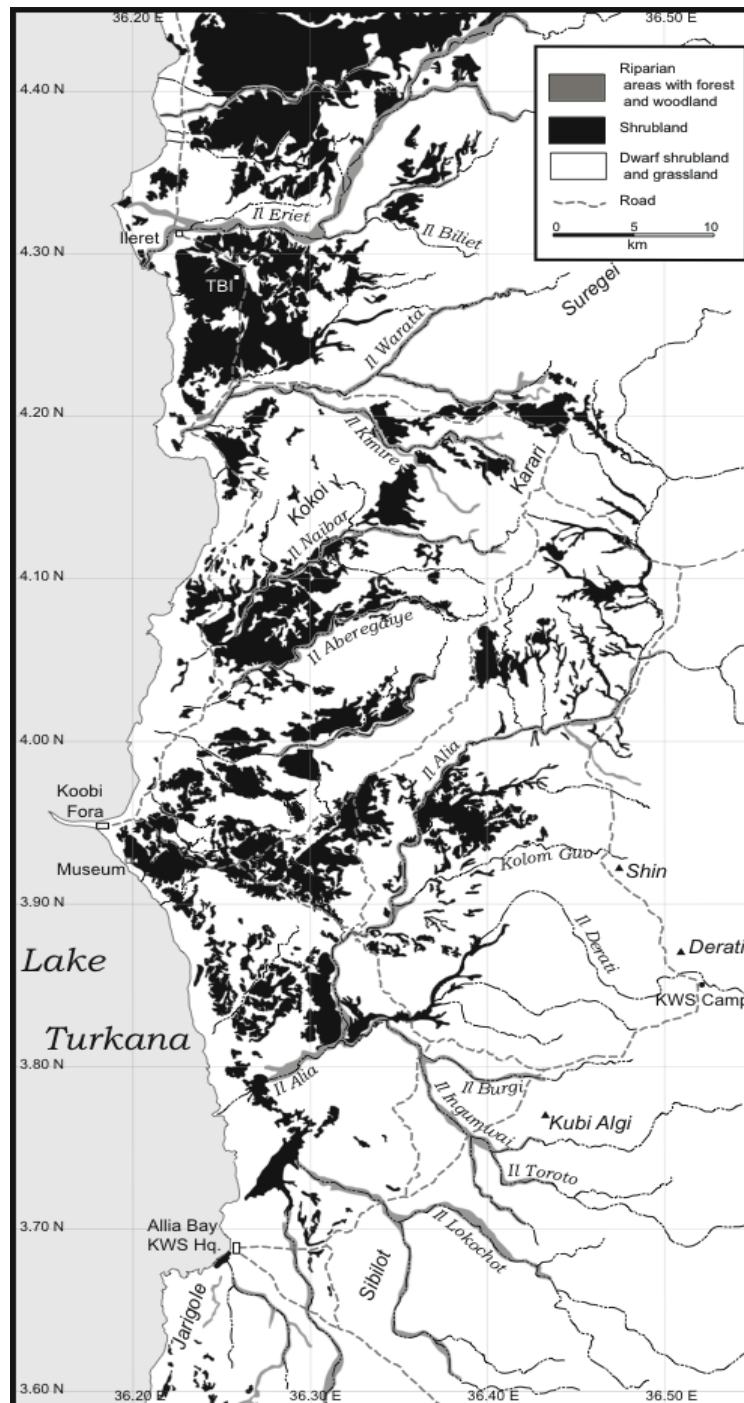 36.20 E
36.50 E
Riparian
areas with forest
and woodland
Shrubland
Dwarf shrubland
and grassland
Road
0 5 10
km
4.40 N
Il Eriet
Ileret
4.30 N
Il Biliet
TBI
Suregei
Il Warata
4.20 N
Il Kimire
Karari
Kokoi
Il Naibar
4.10 N
Il Aberegaiye
4.00 N
Il Alia
Koobi
Fora
Museum
Kolom Guo
Shin
3.90 N
Il Derati
Lake
Derati
KWS Camp
Turkana
3.80 N
Il Alia
Il Burgi
Il Ingumwai
Kubi Algi
Il Toroto
3.70 N
Allia Bay
KWS Hq.
Il Lokochot
Sibilot
Jarigole
3.60 N
36.20 E
36.30 E
36.40 E
36.50 E